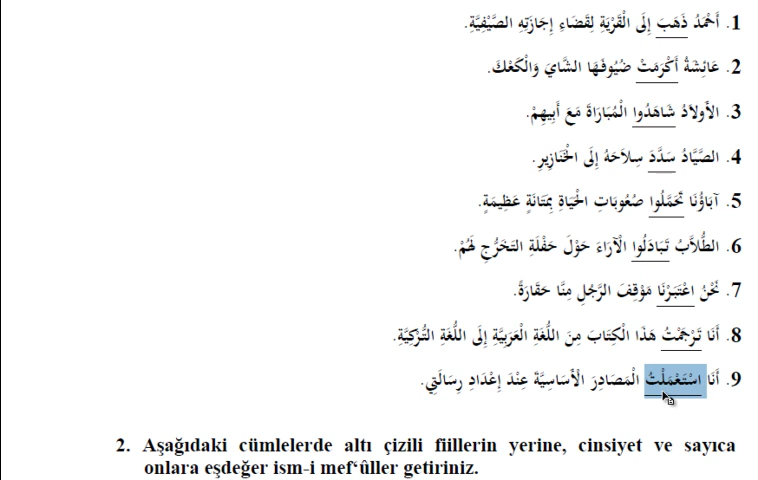 1. أَحْمَدُ ذَهَبَ إِلَى الْقَرْيَةِ لِقَضَاءِ إِجَازَتِهِ الصَّيْفِيَّةِ.
2. عَائِشَةُ أَكْرَمَتْ ضُيُوفَهَا الشَّايَ وَالْكَعْكَ.
3. الأَوْلاَدُ شَاهَدُوا الْمُبَارَاةَ مَعَ أَبِيهِمْ.
4. الصَّيَّادُ سَدَّدَ سِلاَحَهُ إِلَى الْخَنَازِيرِ.
5. آبَاؤُنَا تَحَمَّلُوا صُعُوبَاتِ الْحَيَاةِ بِمَتَانَةٍ عَظِيمَةٍ.
6. الطُّلاَّبُ تَبَادَلُوا الْآرَاءَ حَوْلَ حَفْلَةِ التَخَرُّجِ لَهُمْ.
7. نَحْنُ اعْتَبَرْنَا مَوْقِفَ الرَّجُلِ مِنَّا حَقَارَةً.
8. أَنَا تَرْجَمْتُ هَذَا الْكِتَابَ مِنَ اللُّغَةِ الْعَرَبِيَّةِ إِلَى اللُّغَةِ التُّرْكِيَّةِ.
9. أَنَا اسْتَعْمَلْتُ الْمَصَادِرَ الْأَسَاسِيَّةَ عِنْدَ إِعْدَادِ رِسَالَتِي.
2. Aşağıdaki cümlelerde altı çizili fiillerin yerine, cinsiyet ve sayıca
onlara eşdeğer ism-i mef‘ûller getiriniz.